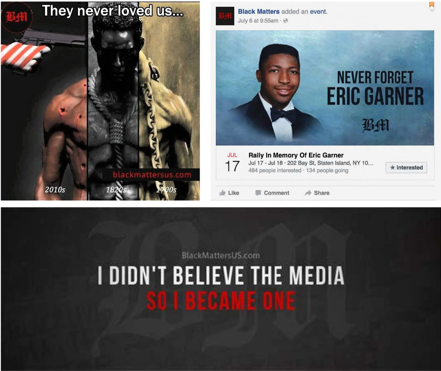 BM
They never loved us...
blackmattersus.com
2010s
1820s
BM
Black Matters added an event.
July 6 at 9:55am
NEVER FORGET
ERIC GARNER
BM
JUL
17
Rally In Memory Of Eric Garner
Jul 17 - Jul 18 · 202 Bay St, Staten Island, NY 10...
484 people interested · 134 people going
★ Interested
Like
Comment
Share
BlackMattersUS.com
I DIDN'T BELIEVE THE MEDIA
SO I BECAME ONE